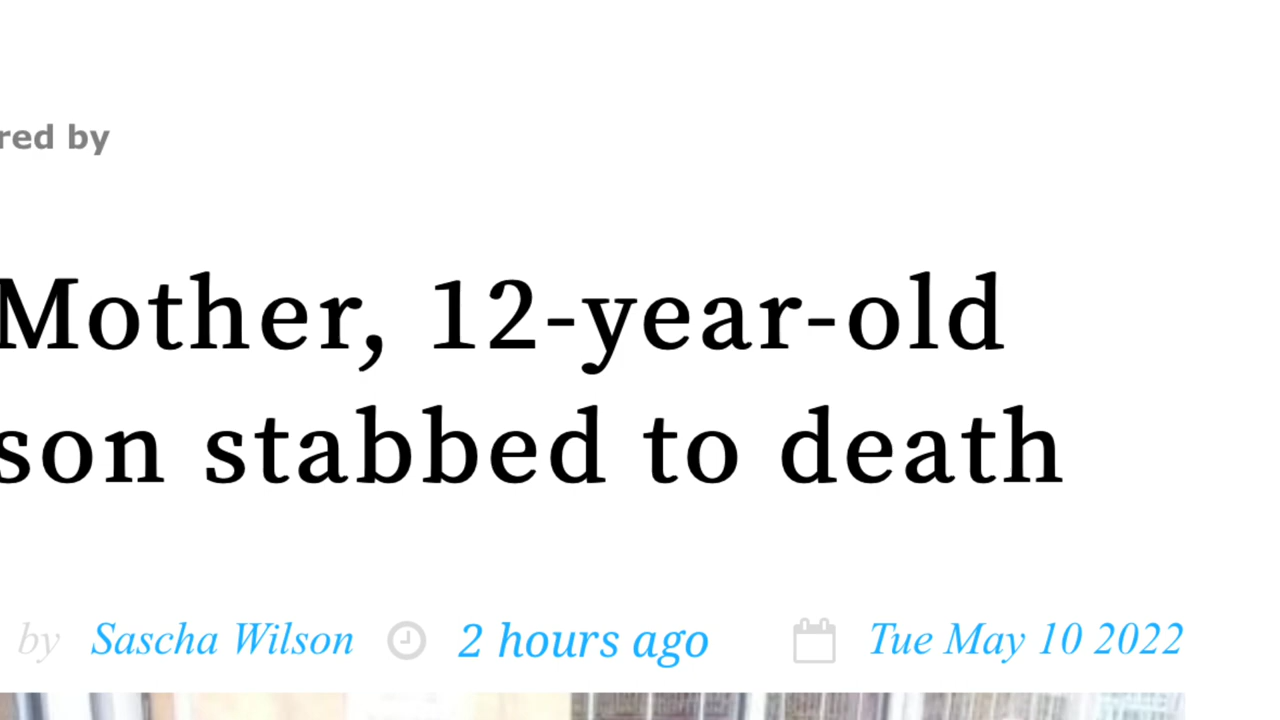 red by
Mother, 12-year-old
son stabbed to death
by Sascha Wilson 2 hours ago Tue May 10 2022